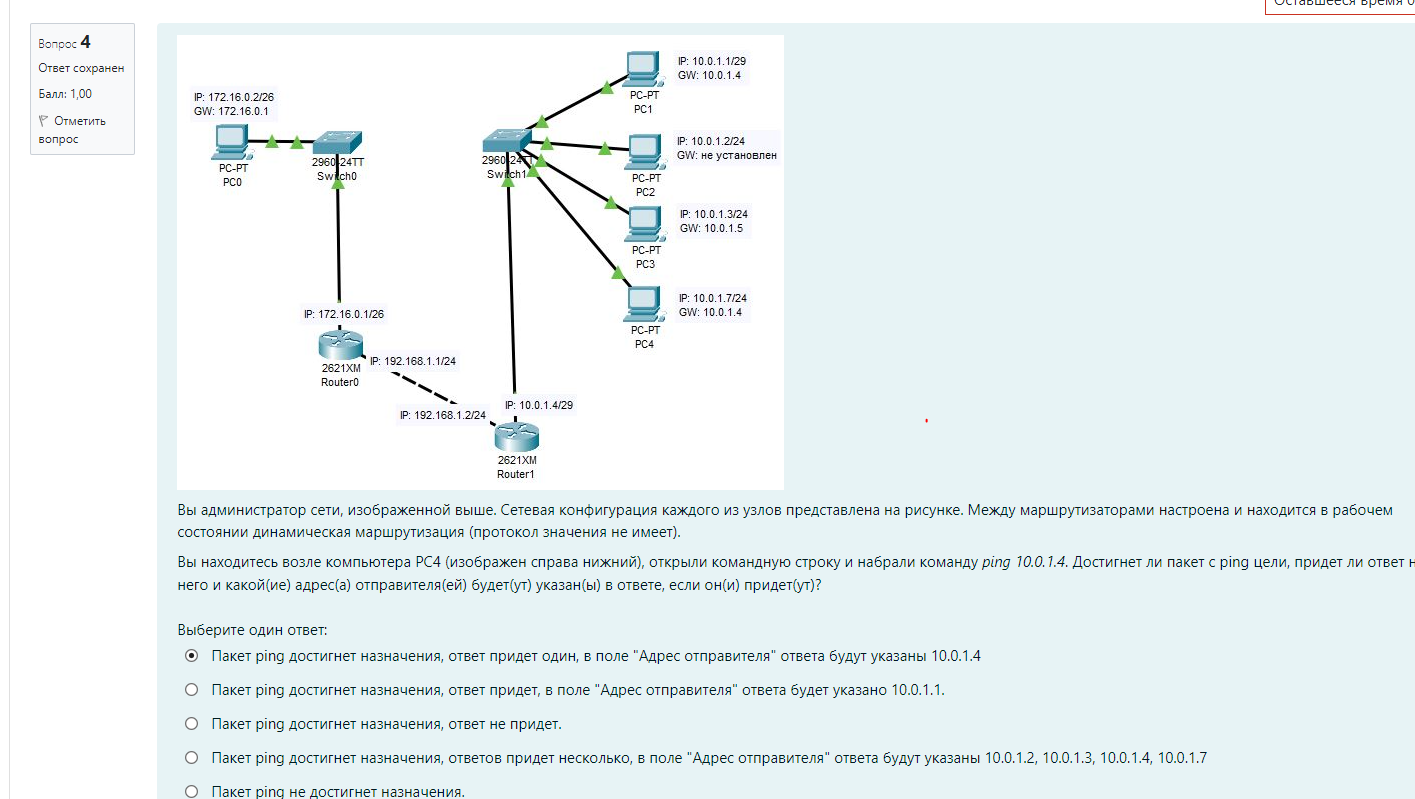 Оставшееся время 0
Вопрос 4
Ответ сохранен
Балл: 1,00
Отметить
вопрос
IP: 10.0.1.1/29
GW: 10.0.1.4
PC-PT
PC1
IP: 172.16.0.2/26
GW: 172.16.0.1
PC-PT
PC0
2960-24TT
Switch0
2960-24TT
Switch1
IP: 10.0.1.2/24
GW: не установлен
PC-PT
PC2
IP: 10.0.1.3/24
GW: 10.0.1.5
PC-PT
PC3
IP: 10.0.1.7/24
GW: 10.0.1.4
PC-PT
PC4
IP: 172.16.0.1/26
2621XM
Router0
IP: 192.168.1.1/24
IP: 192.168.1.2/24
IP: 10.0.1.4/29
2621XM
Router1
Вы администратор сети, изображенной выше. Сетевая конфигурация каждого из узлов представлена на рисунке. Между маршрутизаторами настроена и находится в рабочем
состоянии динамическая маршрутизация (протокол значения не имеет).
Вы находитесь возле компьютера PC4 (изображен справа нижний), открыли командную строку и набрали команду ping 10.0.1.4. Достигнет ли пакет с ping цели, придет ли ответ н
него и какой(ие) адрес(а) отправителя(ей) будет(ут) указан(ы) в ответе, если он(и) придет(ут)?
Выберите один ответ:
Пакет ping достигнет назначения, ответ придет один, в поле "Адрес отправителя" ответа будут указаны 10.0.1.4
Пакет ping достигнет назначения, ответ придет, в поле "Адрес отправителя" ответа будет указано 10.0.1.1.
Пакет ping достигнет назначения, ответ не придет.
Пакет ping достигнет назначения, ответов придет несколько, в поле "Адрес отправителя" ответа будут указаны 10.0.1.2, 10.0.1.3, 10.0.1.4, 10.0.1.7
Пакет ping не достигнет назначения.